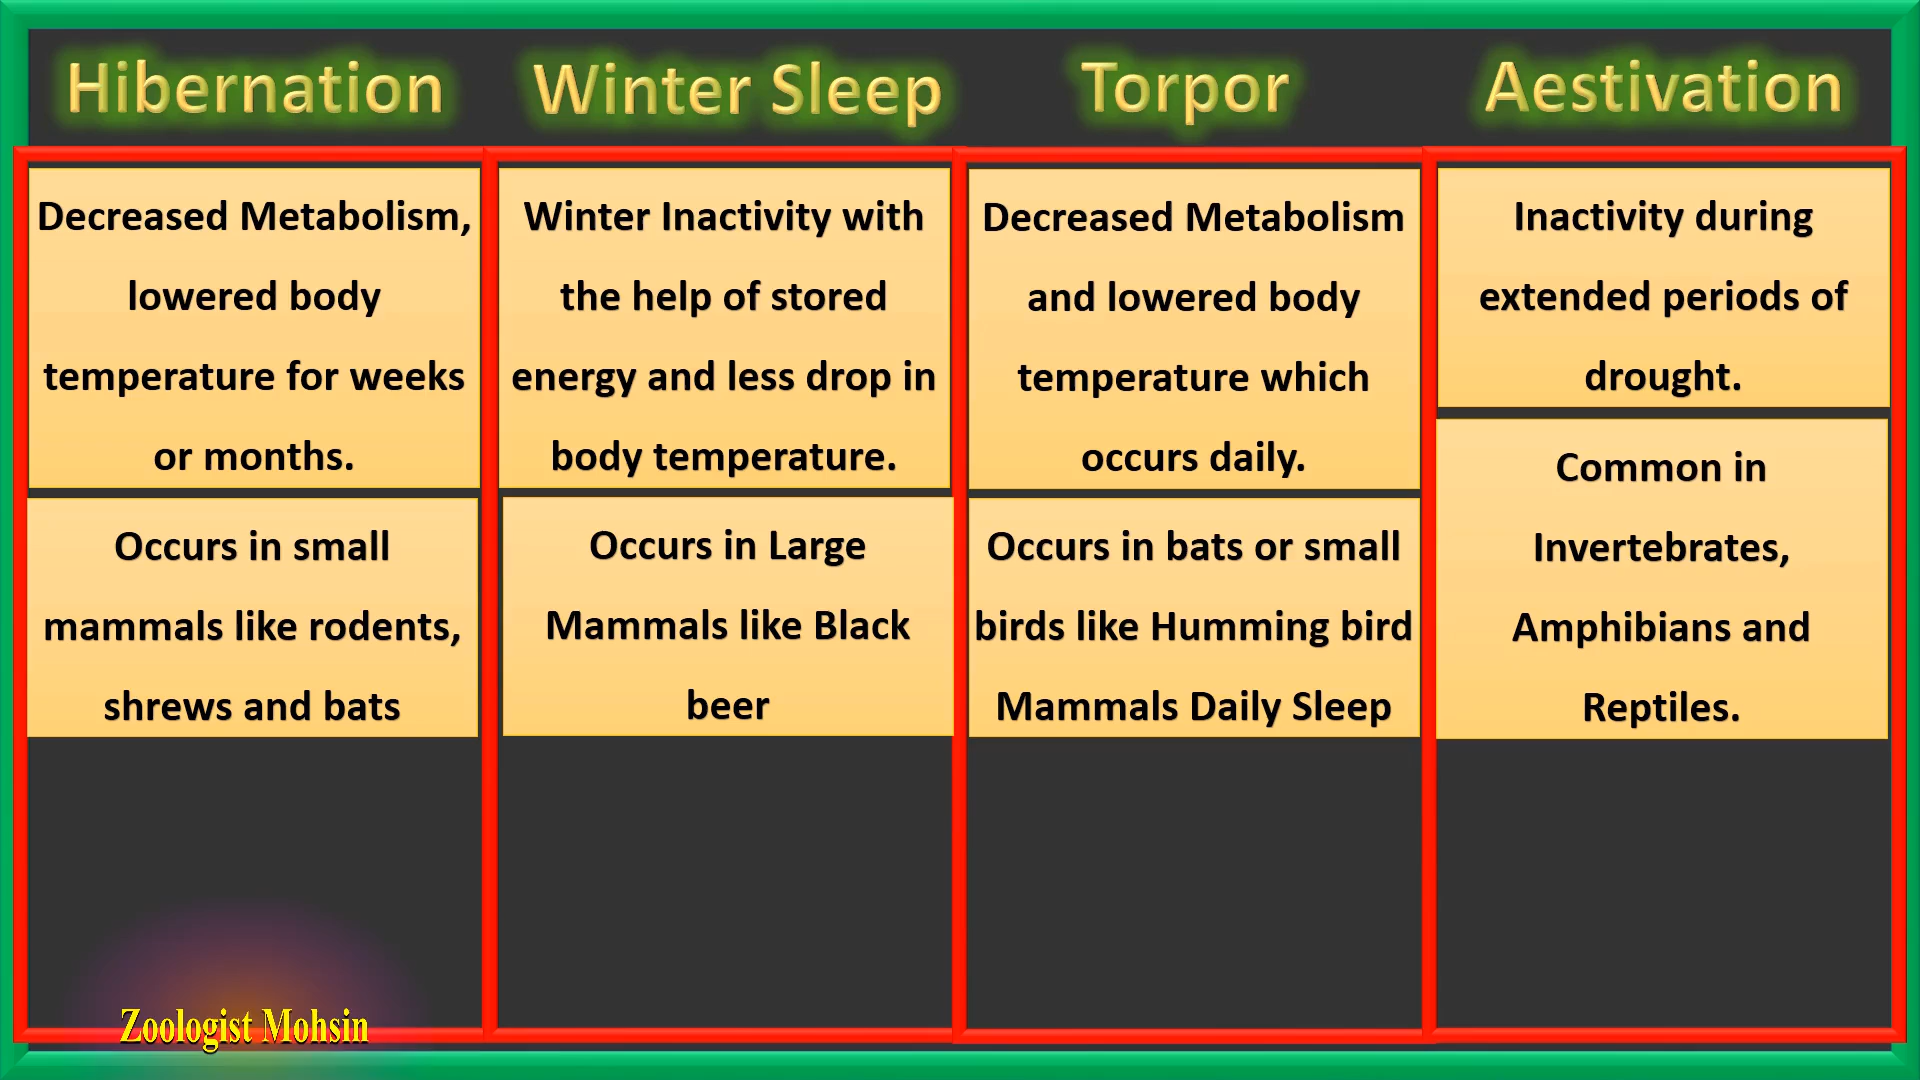 Hibernation
Winter Sleep
Torpor
Aestivation
Decreased Metabolism,
lowered body
temperature for weeks
or months.
Occurs in small
mammals like rodents,
shrews and bats
Winter Inactivity with
the help of stored
energy and less drop in
body temperature.
Occurs in Large
Mammals like Black
beer
Decreased Metabolism
and lowered body
temperature which
occurs daily.
Occurs in bats or small
birds like Humming bird
Mammals Daily Sleep
Inactivity during
extended periods of
drought.
Common in
Invertebrates,
Amphibians and
Reptiles.
Zoologist Mohsin